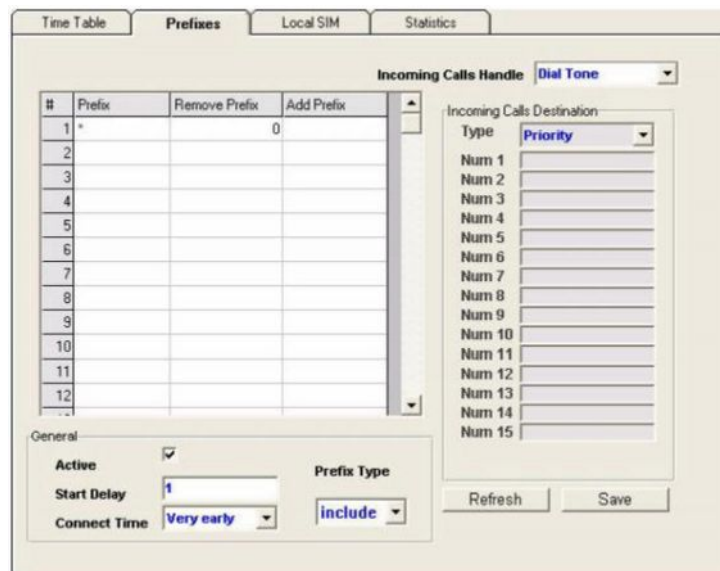 Time Table Prefixes Local SIM Statistics
Incoming Calls Handle Dial Tone
# Prefix Remove Prefix Add Prefix
1 * 0
2
3
4
5
6
7
8
9
10
11
12
Incoming Calls Destination
Type Priority
Num 1
Num 2
Num 3
Num 4
Num 5
Num 6
Num 7
Num 8
Num 9
Num 10
Num 11
Num 12
Num 13
Num 14
Num 15
General
Active
Start Delay 1
Connect Time Very early
Prefix Type
include
Refresh Save